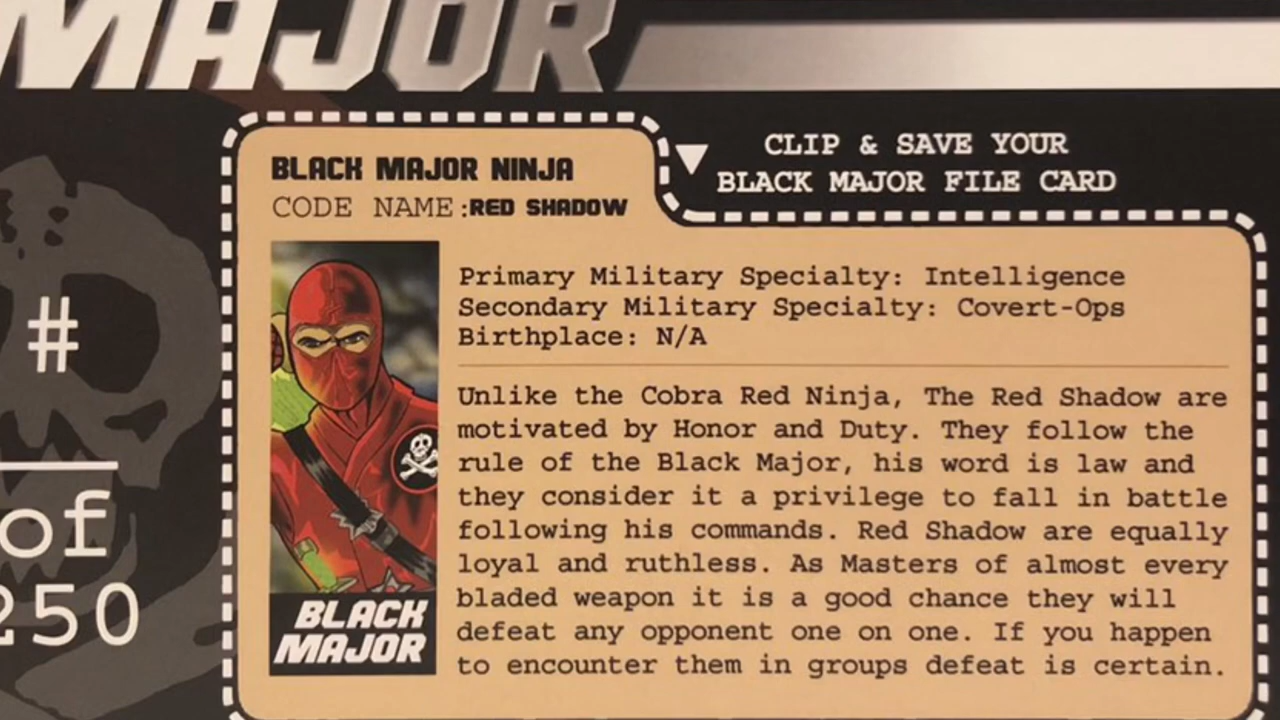 MAJOR
BLACK MAJOR NINJA
CODE NAME:RED SHADOW
CLIP & SAVE YOUR
BLACK MAJOR FILE CARD
Primary Military Specialty: Intelligence
Secondary Military Specialty: Covert-Ops
Birthplace: N/A
Unlike the Cobra Red Ninja, The Red Shadow are
motivated by Honor and Duty. They follow the
rule of the Black Major, his word is law and
they consider it a privilege to fall in battle
following his commands. Red Shadow are equally
loyal and ruthless. As Masters of almost every
bladed weapon it is a good chance they will
defeat any opponent one on one. If you happen
to encounter them in groups defeat is certain.
BLACK
MAJOR
#
of
250